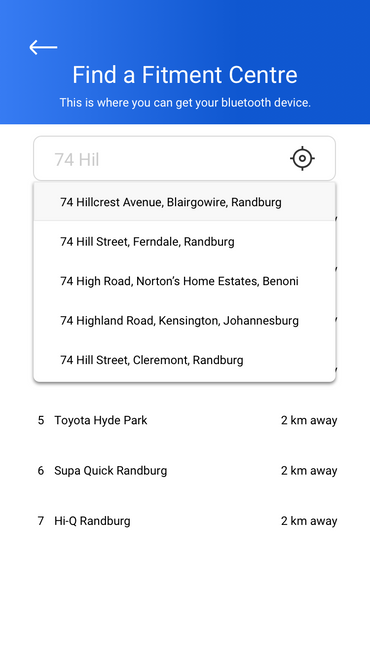 Find a Fitment Centre
This is where you can get your bluetooth device.
74 Hil
74 Hillcrest Avenue, Blairgowire, Randburg
74 Hill Street, Ferndale, Randburg
74 High Road, Norton's Home Estates, Benoni
74 Highland Road, Kensington, Johannesburg
74 Hill Street, Cleremont, Randburg
5 Toyota Hyde Park 2 km away
6 Supa Quick Randburg 2 km away
7 Hi-Q Randburg 2 km away